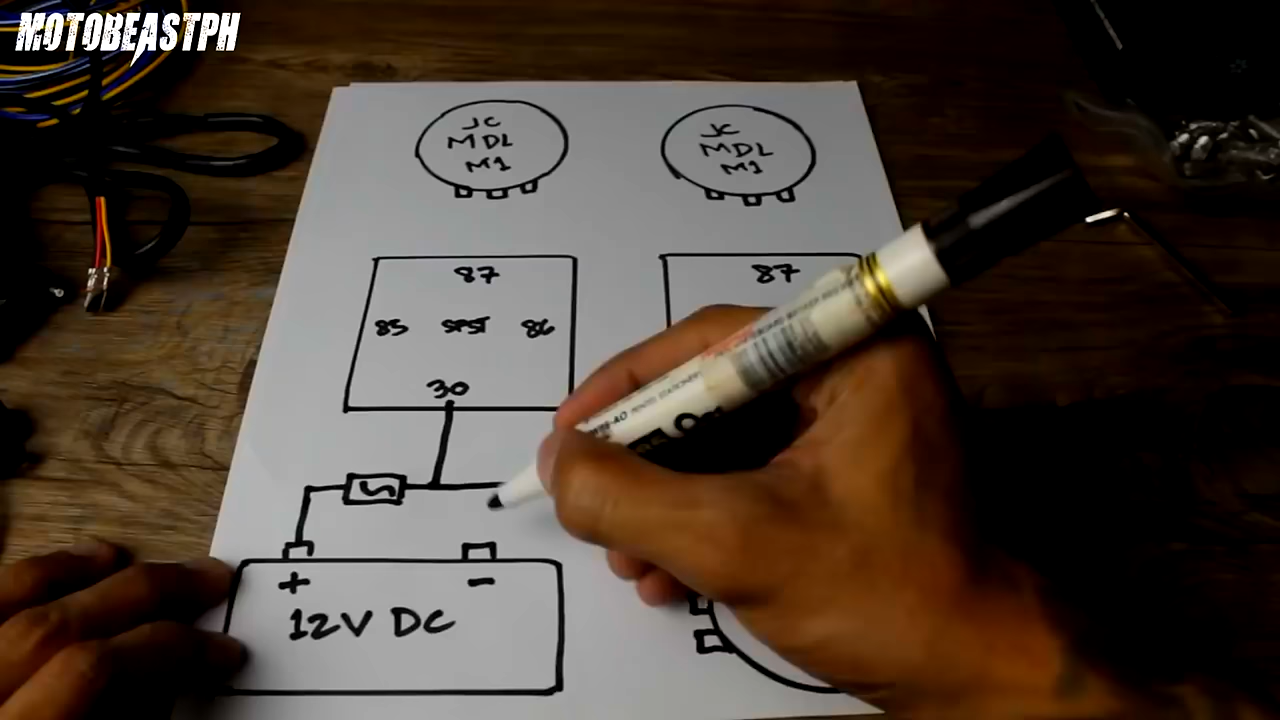 MOTOBEASTPH
JC
MDL
M1
JC
MDL
M1
87
85 SPST 86
30
87
+ -
12V DC